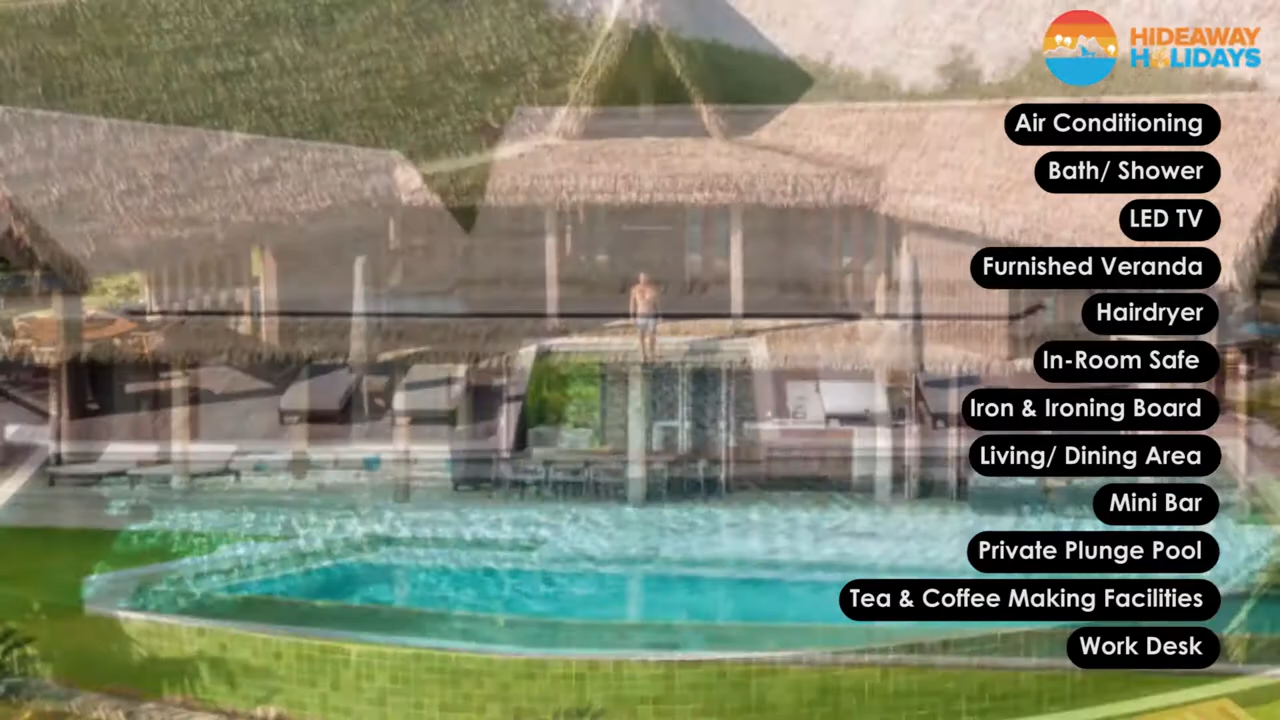 HIDEAWAY
HOLIDAYS
Air Conditioning
Bath/ Shower
LED TV
Furnished Veranda
Hairdryer
In-Room Safe
Iron & Ironing Board
Living/ Dining Area
Mini Bar
Private Plunge Pool
Tea & Coffee Making Facilities
Work Desk